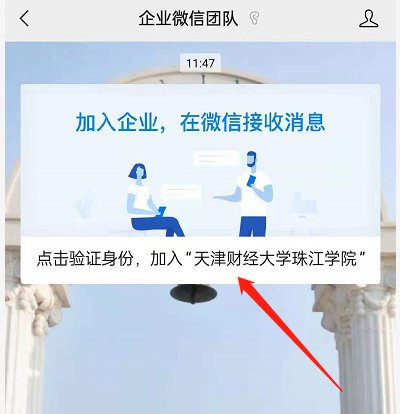 企业微信团队
11:47
加入企业，在微信接收消息
点击验证身份，加入“天津财经大学珠江学院”